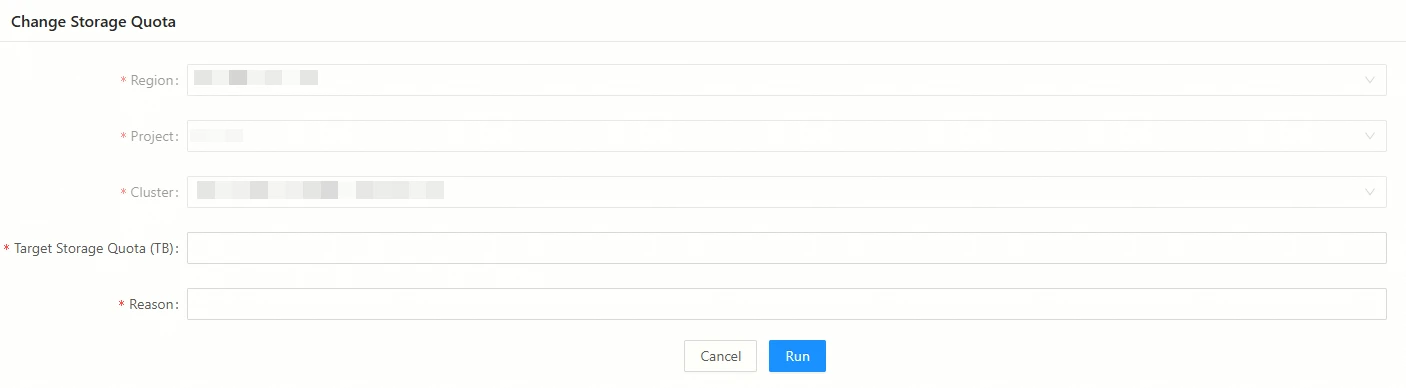 Change Storage Quota
* Region:
* Project:
* Cluster:
* Target Storage Quota (TB):
* Reason:
Cancel Run